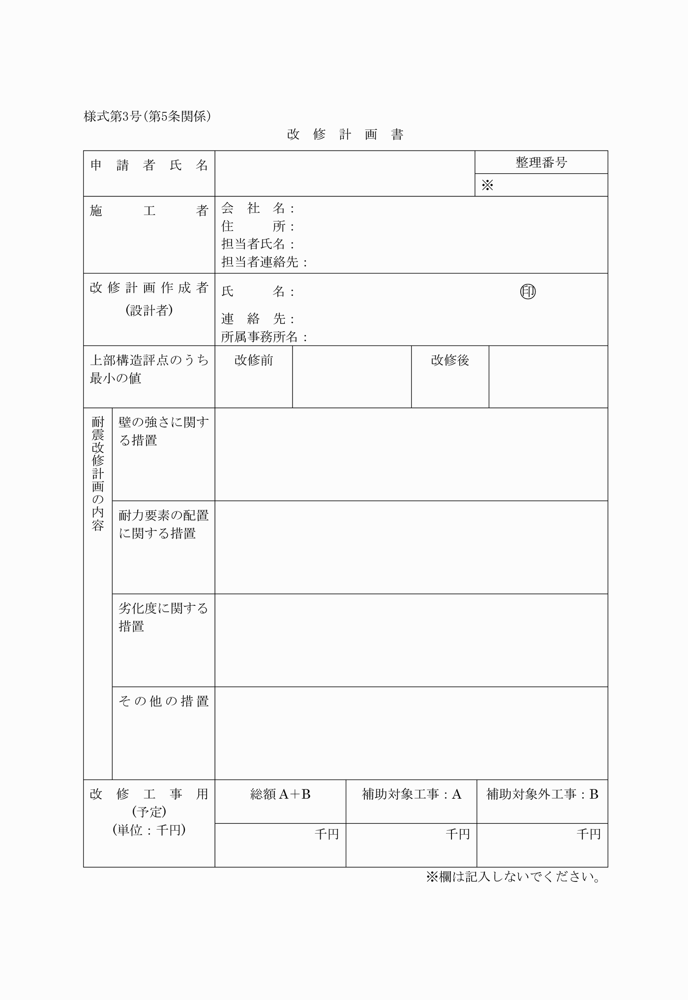 様式第3号(第5条関係)
改修計画書
申請者氏名
整理番号
※
施工者
会社名：
住所：
担当者氏名：
担当者連絡先：
改修計画作成者
(設計者)
氏名： ㊞
連絡先：
所属事務所名：
上部構造評点のうち
最小の値
改修前
改修後
耐震改修計画の内容
壁の強さに関す
る措置
耐力要素の配置
に関する措置
劣化度に関する
措置
その他の措置
改修工事用
(予定)
(単位：千円)
総額A＋B
補助対象工事：A
補助対象外工事：B
千円
千円
千円
※欄は記入しないでください。